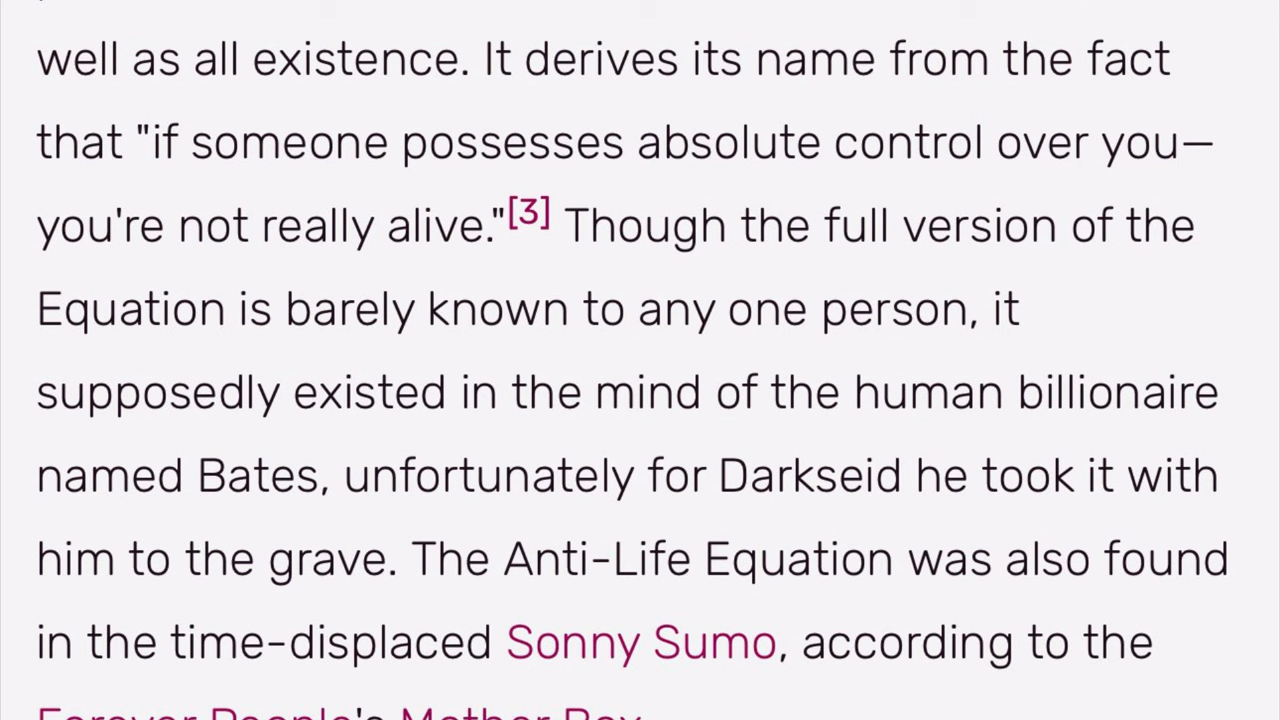 well as all existence. It derives its name from the fact
that "if someone possesses absolute control over you—
you're not really alive."[3] Though the full version of the
Equation is barely known to any one person, it
supposedly existed in the mind of the human billionaire
named Bates, unfortunately for Darkseid he took it with
him to the grave. The Anti-Life Equation was also found
in the time-displaced Sonny Sumo, according to the
Forever People's Mother Box